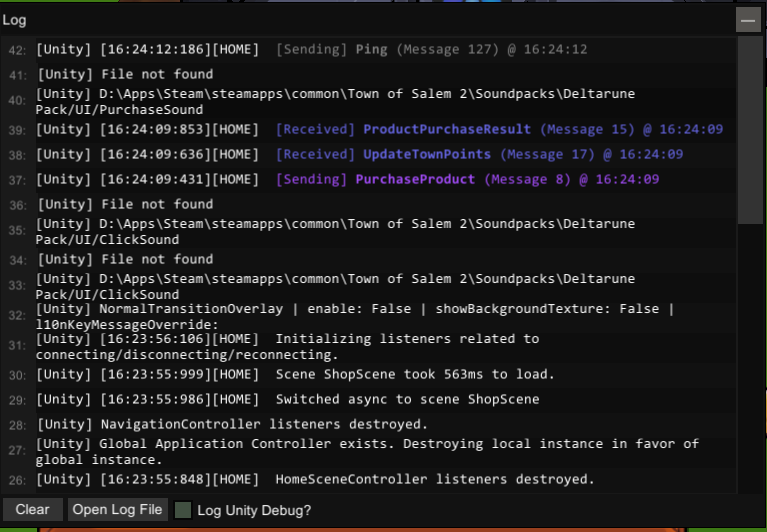 Log
42: [Unity] [16:24:12:186][HOME]  [Sending] Ping (Message 127) @ 16:24:12
41: [Unity] File not found
40: [Unity] D:\Apps\Steam\steamapps\common\Town of Salem 2\Soundpacks\Deltarune
Pack/UI/PurchaseSound
39: [Unity] [16:24:09:853][HOME]  [Received] ProductPurchaseResult (Message 15) @ 16:24:09
38: [Unity] [16:24:09:636][HOME]  [Received] UpdateTownPoints (Message 17) @ 16:24:09
37: [Unity] [16:24:09:431][HOME]  [Sending] PurchaseProduct (Message 8) @ 16:24:09
36: [Unity] File not found
35: [Unity] D:\Apps\Steam\steamapps\common\Town of Salem 2\Soundpacks\Deltarune
Pack/UI/ClickSound
34: [Unity] File not found
33: [Unity] D:\Apps\Steam\steamapps\common\Town of Salem 2\Soundpacks\Deltarune
Pack/UI/ClickSound
32: [Unity] NormalTransitionOverlay | enable: False | showBackgroundTexture: False |
l10nKeyMessageOverride:
31: [Unity] [16:23:56:106][HOME]  Initializing listeners related to
connecting/disconnecting/reconnecting.
30: [Unity] [16:23:55:999][HOME]  Scene ShopScene took 563ms to load.
29: [Unity] [16:23:55:986][HOME]  Switched async to scene ShopScene
28: [Unity] NavigationController listeners destroyed.
27: [Unity] Global Application Controller exists. Destroying local instance in favor of
global instance.
26: [Unity] [16:23:55:848][HOME]  HomeSceneController listeners destroyed.
Clear Open Log File Log Unity Debug?